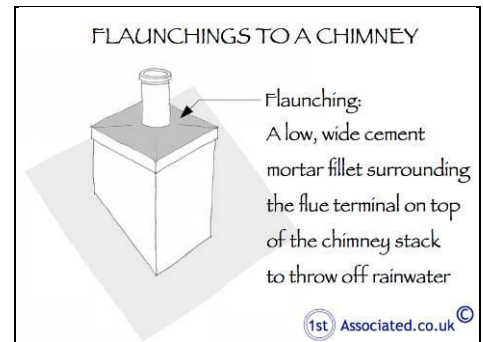 FLAUNCHINGS TO A CHIMNEY
Flaunching:
A low, wide cement
mortar fillet surrounding
the flue terminal on top
of the chimney stack
to throw off rainwater
1st Associated.co.uk ©